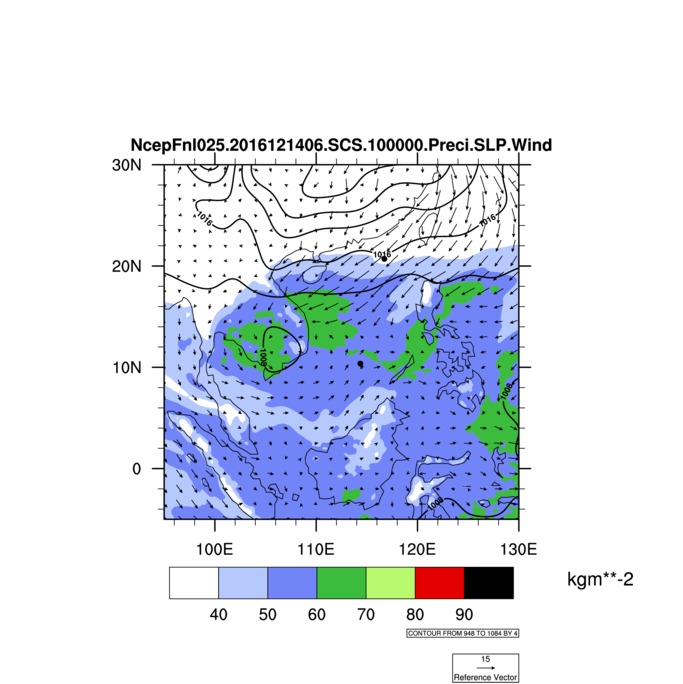 NcepFnl025.2016121406.SCS.100000.Preci.SLP.Wind
30N
20N
10N
0
100E 110E 120E 130E
1016
1016
1016
1008
1008
1008
40 50 60 70 80 90
kgm**-2
CONTOUR FROM 948 TO 1084 BY 4
15
Reference Vector